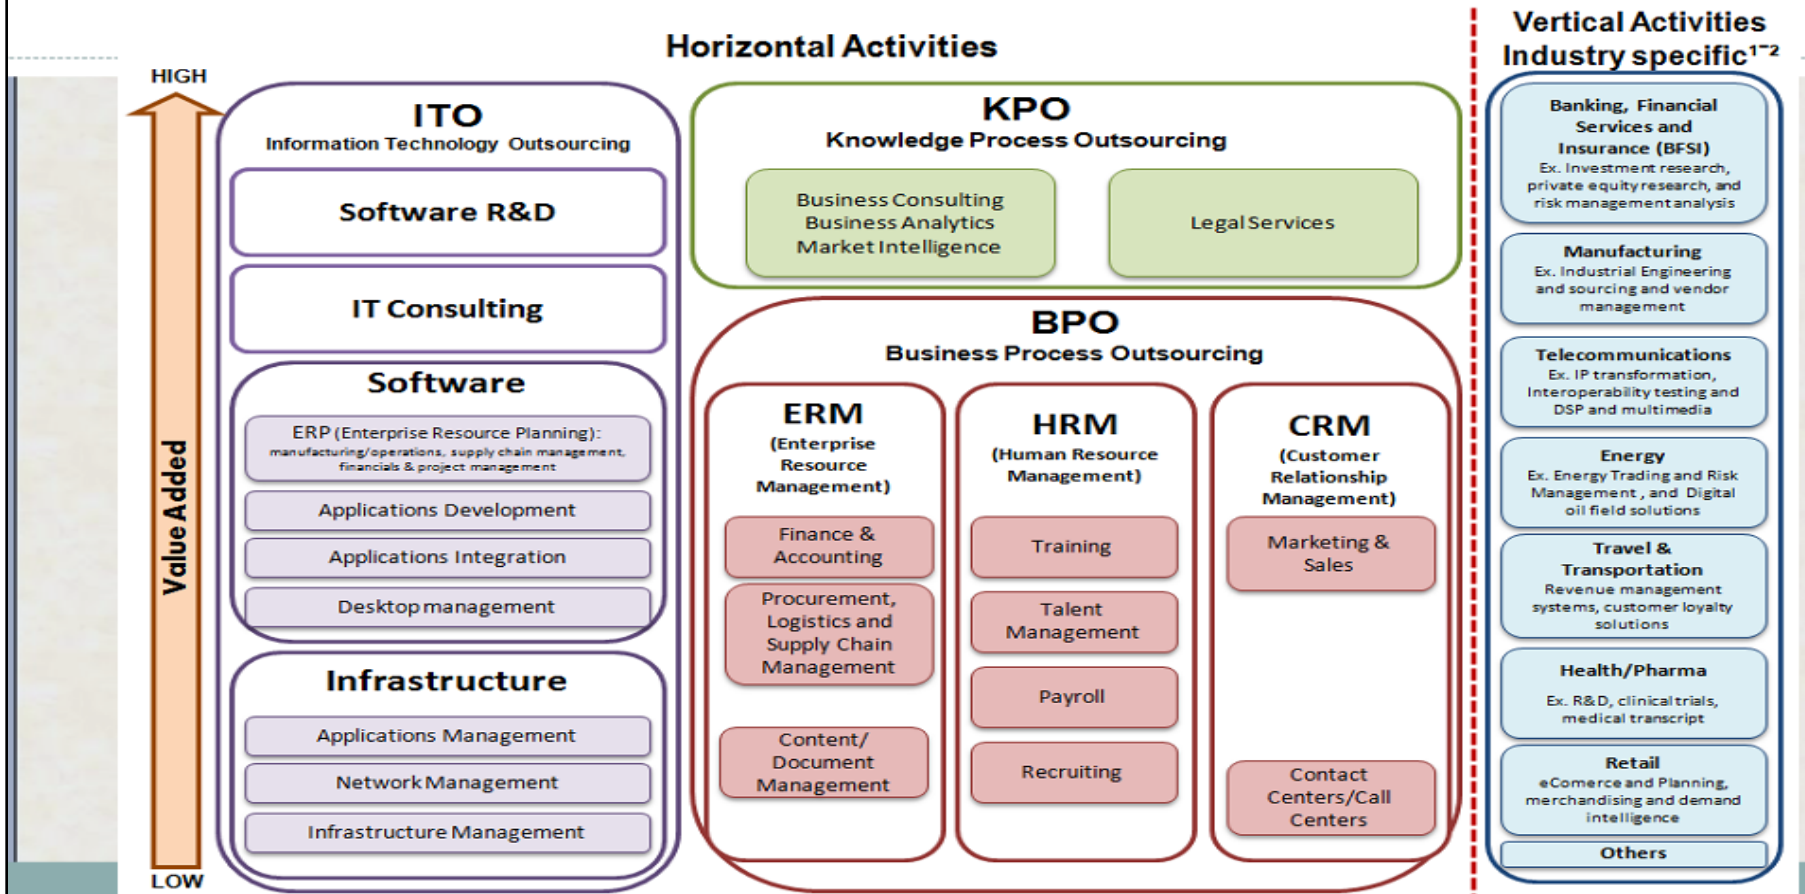 Horizontal Activities
Vertical Activities
Industry specific¹⁻²
HIGH
Value Added
LOW
ITO
Information Technology Outsourcing
Software R&D
IT Consulting
Software
ERP (Enterprise Resource Planning):
manufacturing/operations, supply chain management,
financials & project management
Applications Development
Applications Integration
Desktop management
Infrastructure
Applications Management
Network Management
Infrastructure Management
KPO
Knowledge Process Outsourcing
Business Consulting
Business Analytics
Market Intelligence
Legal Services
BPO
Business Process Outsourcing
ERM
(Enterprise
Resource
Management)
Finance &
Accounting
Procurement,
Logistics and
Supply Chain
Management
Content/
Document
Management
HRM
(Human Resource
Management)
Training
Talent
Management
Payroll
Recruiting
CRM
(Customer
Relationship
Management)
Marketing &
Sales
Contact
Centers/Call
Centers
Banking, Financial
Services and
Insurance (BFSI)
Ex. Investment research,
private equity research, and
risk management analysis
Manufacturing
Ex. Industrial Engineering
and sourcing and vendor
management
Telecommunications
Ex. IP transformation,
Interoperability testing and
DSP and multimedia
Energy
Ex. Energy Trading and Risk
Management , and Digital
oil field solutions
Travel &
Transportation
Revenue management
systems, customer loyalty
solutions
Health/Pharma
Ex. R&D, clinical trials,
medical transcript
Retail
eComerce and Planning,
merchandising and demand
intelligence
Others